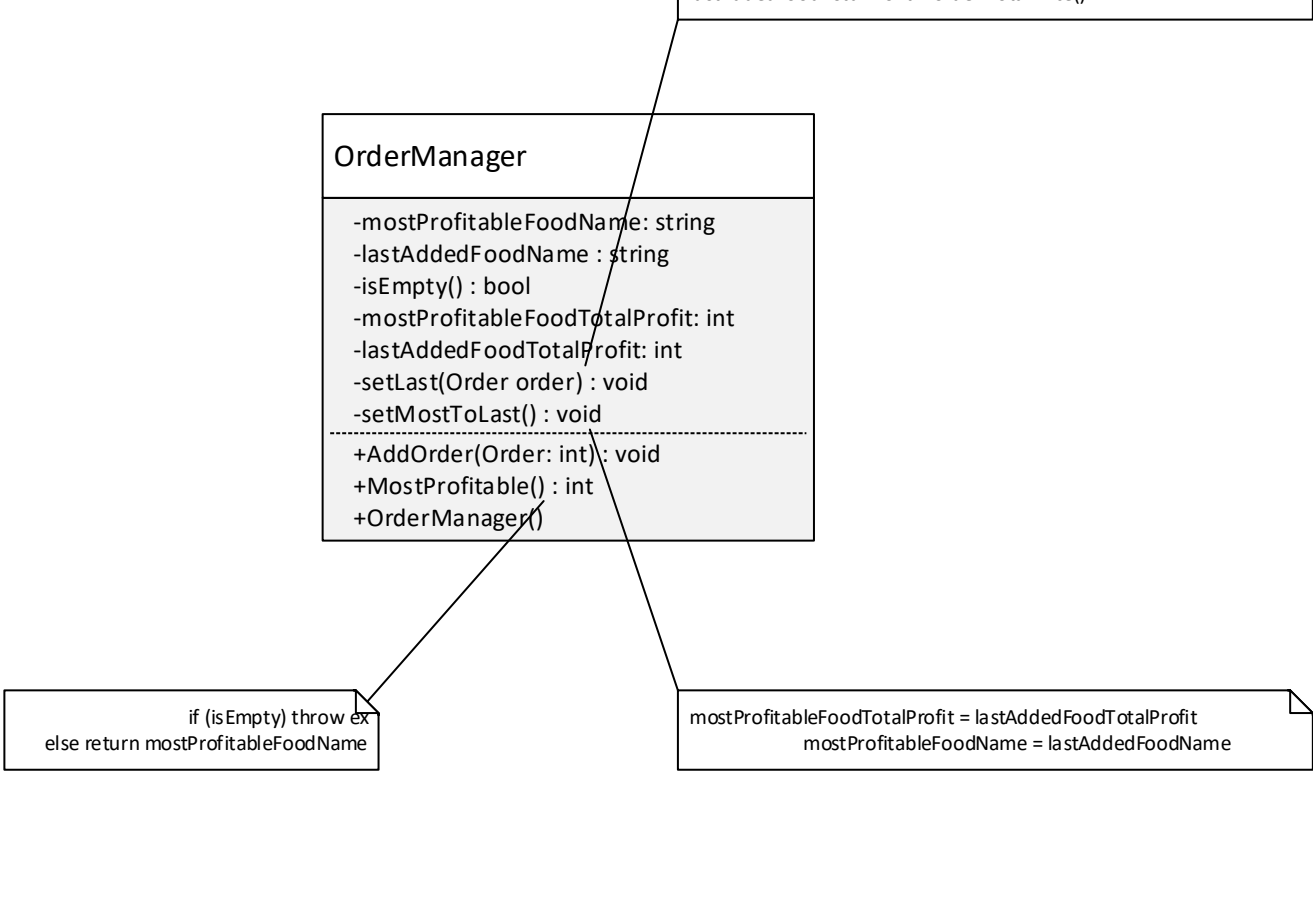 OrderManager
-mostProfitableFoodName: string
-lastAddedFoodName : string
-isEmpty() : bool
-mostProfitableFoodTotalProfit: int
-lastAddedFoodTotalProfit: int
-setLast(Order order) : void
-setMostToLast() : void
+AddOrder(Order: int) : void
+MostProfitable() : int
+OrderManager()
if (isEmpty) throw ex
else return mostProfitableFoodName
mostProfitableFoodTotalProfit = lastAddedFoodTotalProfit
mostProfitableFoodName = lastAddedFoodName